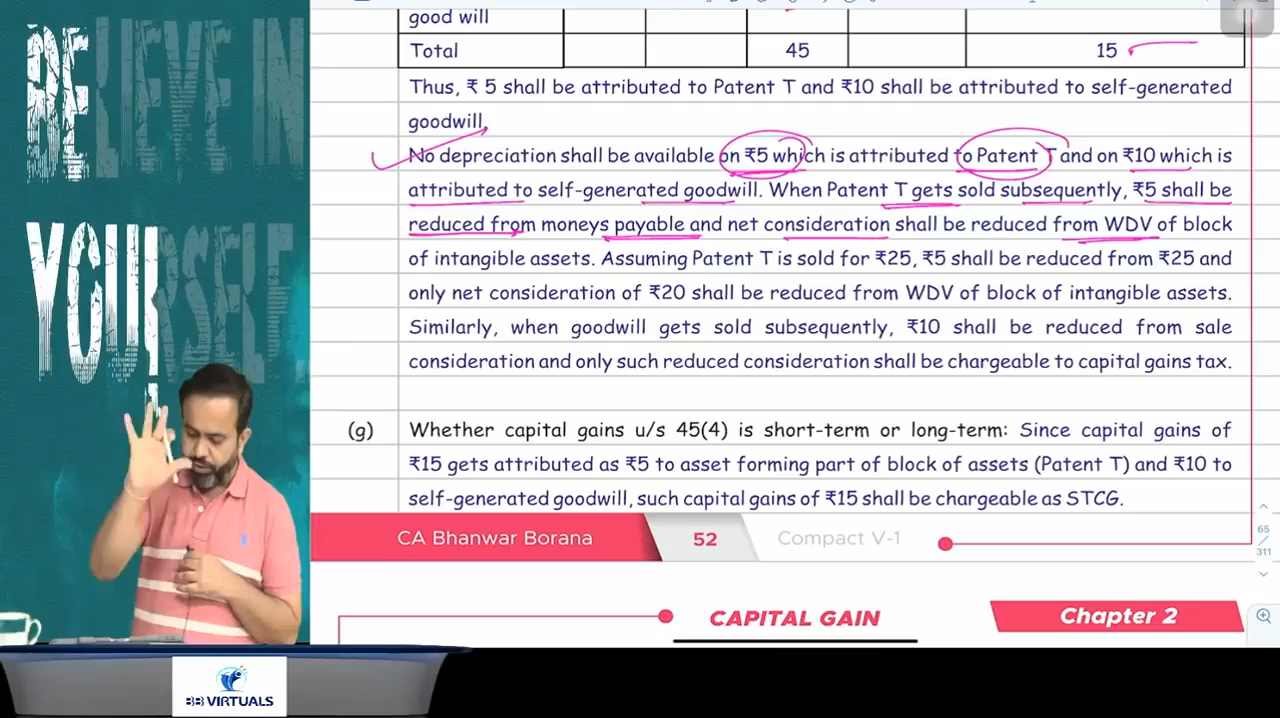 BELIEVE IN
YOURSELF
!
good will
Total 45 15
Thus, ₹ 5 shall be attributed to Patent T and ₹10 shall be attributed to self-generated
goodwill.
No depreciation shall be available on ₹5 which is attributed to Patent T and on ₹10 which is
attributed to self-generated goodwill. When Patent T gets sold subsequently, ₹5 shall be
reduced from moneys payable and net consideration shall be reduced from WDV of block
of intangible assets. Assuming Patent T is sold for ₹25, ₹5 shall be reduced from ₹25 and
only net consideration of ₹20 shall be reduced from WDV of block of intangible assets.
Similarly, when goodwill gets sold subsequently, ₹10 shall be reduced from sale
consideration and only such reduced consideration shall be chargeable to capital gains tax.
(g) Whether capital gains u/s 45(4) is short-term or long-term: Since capital gains of
₹15 gets attributed as ₹5 to asset forming part of block of assets (Patent T) and ₹10 to
self-generated goodwill, such capital gains of ₹15 shall be chargeable as STCG.
CA Bhanwar Borana 52 Compact V-1
65
/
311
CAPITAL GAIN Chapter 2
BB VIRTUALS